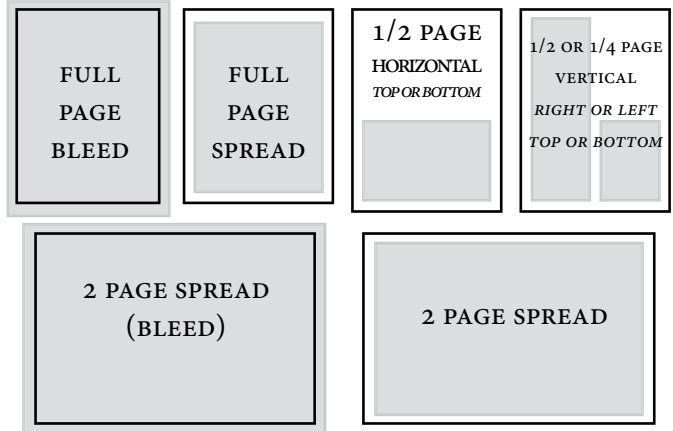 FULL
PAGE
BLEED
FULL
PAGE
SPREAD
1/2 PAGE
HORIZONTAL
TOP OR BOTTOM
1/2 OR 1/4 PAGE
VERTICAL
RIGHT OR LEFT
TOP OR BOTTOM
2 PAGE SPREAD
(BLEED)
2 PAGE SPREAD